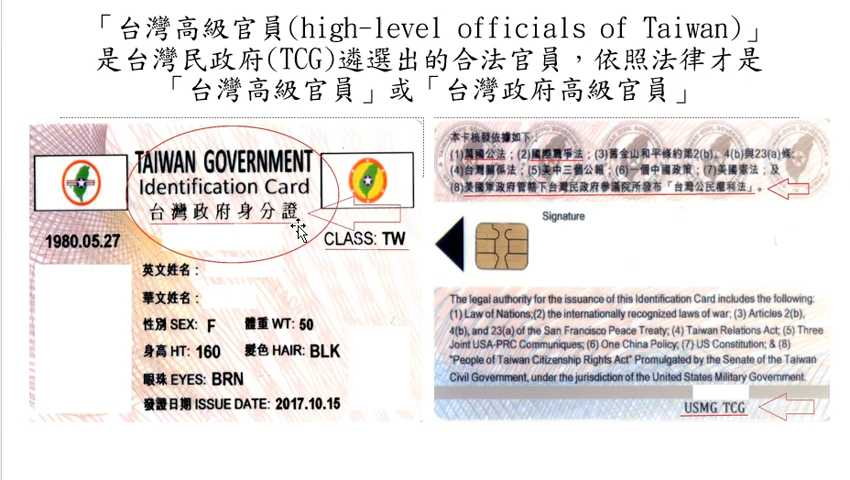 「台灣高級官員(high-level officials of Taiwan)」
是台灣民政府(TCG)遴選出的合法官員，依照法律才是
「台灣高級官員」或「台灣政府高級官員」
TAIWAN GOVERNMENT
Identification Card
台灣政府身分證
1980.05.27
CLASS: TW
英文姓名：
華文姓名：
性別 SEX: F 體重 WT: 50
身高 HT: 160 髮色 HAIR: BLK
眼珠 EYES: BRN
發證日期 ISSUE DATE: 2017.10.15
本卡核發依據如下：
(1)萬國公法；(2)國際戰爭法；(3)舊金山和平條約第2(b)、4(b)與23(a)條；
(4)台灣關係法；(5)美中三個公報；(6)一個中國政策；(7)美國憲法；及
(8)美國軍政府管轄下台灣民政府參議院所發布「台灣公民權利法」。
Signature
The legal authority for the issuance of this Identification Card includes the following:
(1) Law of Nations;(2) the internationally recognized laws of war; (3) Articles 2(b),
4(b), and 23(a) of the San Francisco Peace Treaty; (4) Taiwan Relations Act; (5) Three
Joint USA-PRC Communiques; (6) One China Policy; (7) US Constitution; & (8)
"People of Taiwan Citizenship Rights Act" Promulgated by the Senate of the Taiwan
Civil Government, under the jurisdiction of the United States Military Government.
USMG TCG